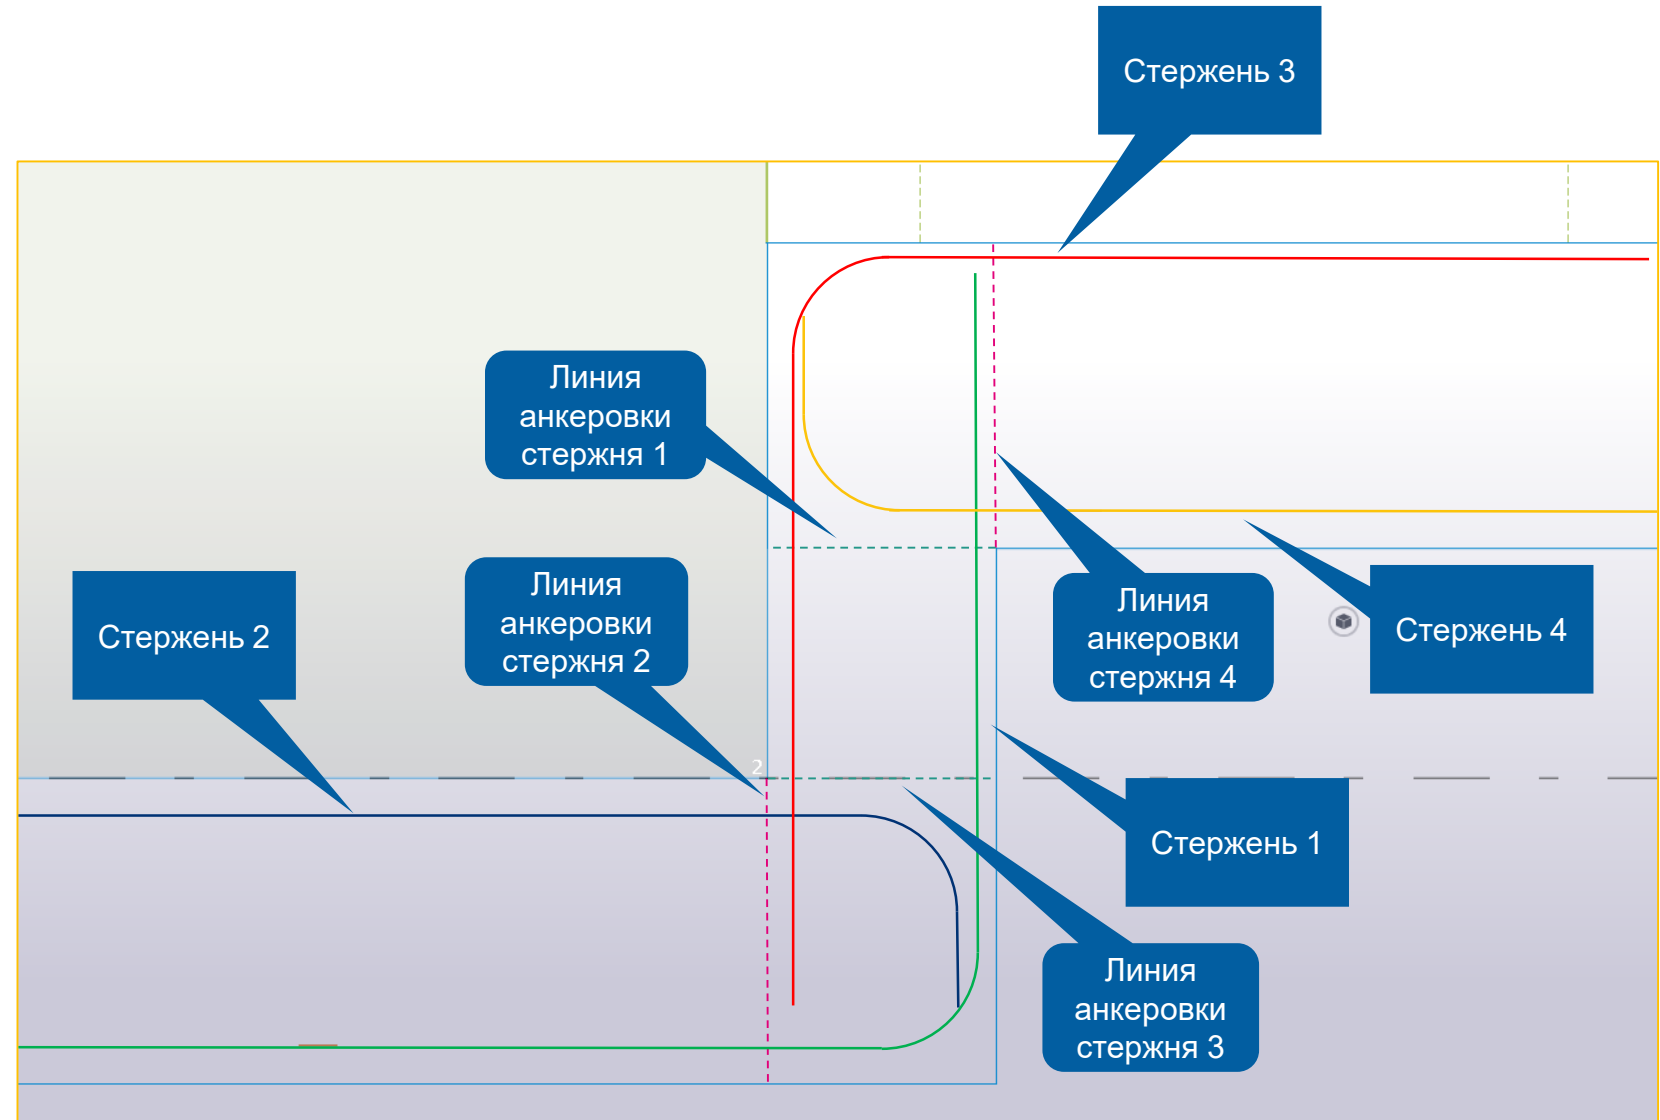 Стержень 3
Линия
анкеровки
стержня 1
Линия
анкеровки
стержня 2
Стержень 2
Линия
анкеровки
стержня 4
Стержень 4
2
Стержень 1
Линия
анкеровки
стержня 3